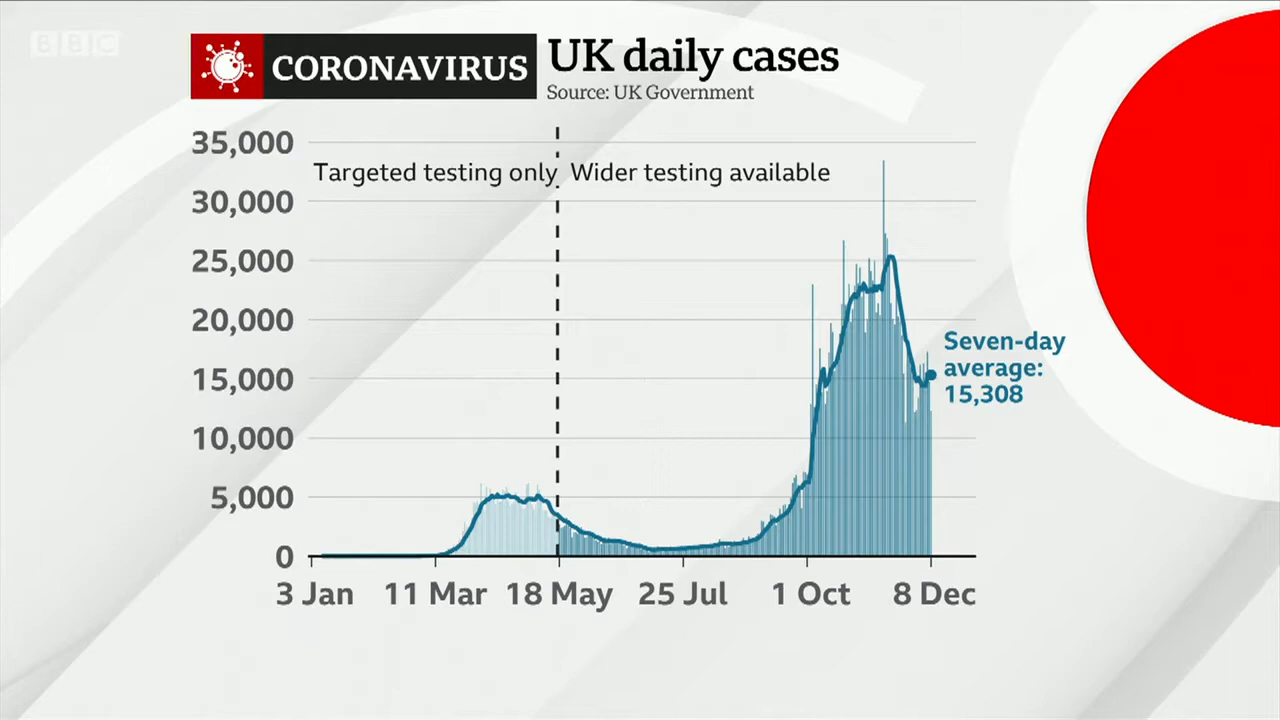 BBC
CORONAVIRUS
UK daily cases
Source: UK Government
35,000
Targeted testing only
Wider testing available
30,000
25,000
20,000
Seven-day
average:
15,308
15,000
10,000
5,000
0
3 Jan
11 Mar
18 May
25 Jul
1 Oct
8 Dec